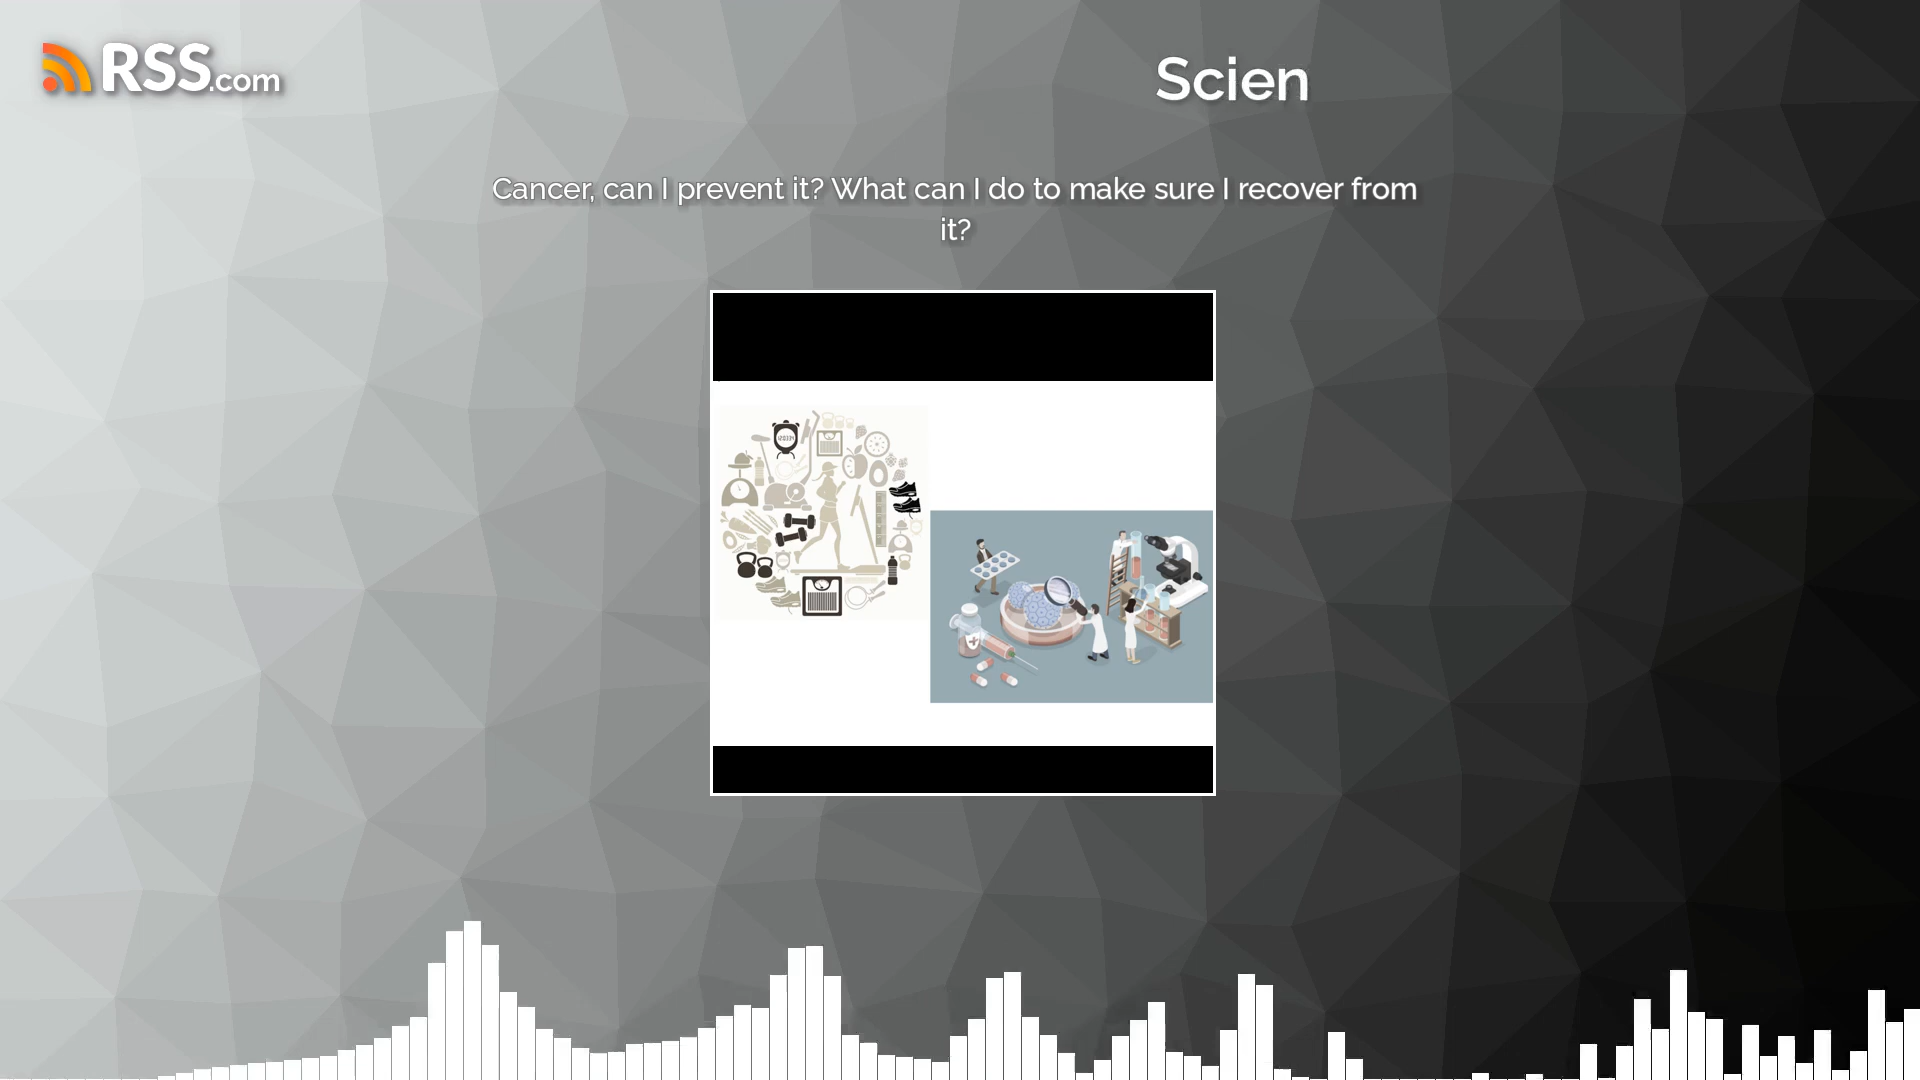 RSS.com
Scien
Cancer, can I prevent it? What can I do to make sure I recover from
it?